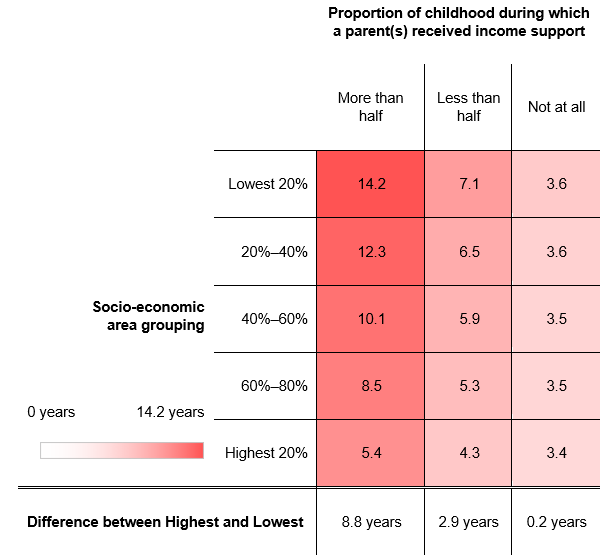 Proportion of childhood during which
a parent(s) received income support
More than
half
Less than
half
Not at all
Lowest 20% 14.2 7.1 3.6
20%–40% 12.3 6.5 3.6
Socio-economic
area grouping
40%–60% 10.1 5.9 3.5
60%–80% 8.5 5.3 3.5
0 years 14.2 years
Highest 20% 5.4 4.3 3.4
Difference between Highest and Lowest 8.8 years 2.9 years 0.2 years